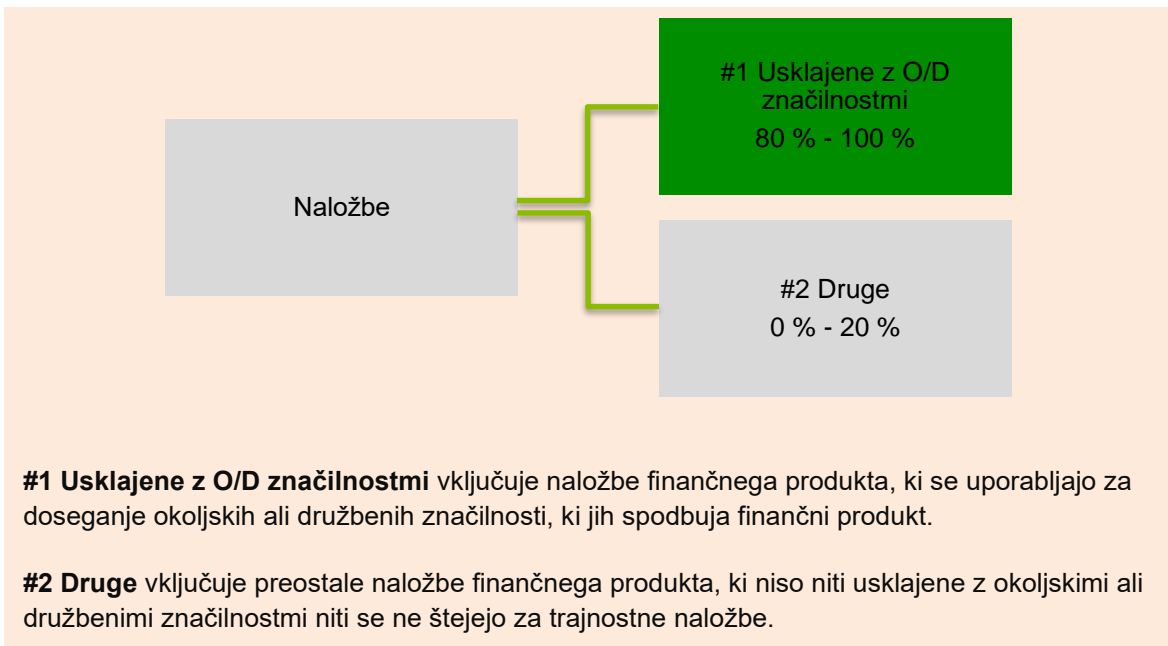 #1 Usklajene z O/D
značilnostmi
80 % - 100 %
Naložbe
#2 Druge
0 % - 20 %
#1 Usklajene z O/D značilnostmi vključuje naložbe finančnega produkta, ki se uporabljajo za
doseganje okoljskih ali družbenih značilnosti, ki jih spodbuja finančni produkt.
#2 Druge vključuje preostale naložbe finančnega produkta, ki niso niti usklajene z okoljskimi ali
družbenimi značilnostmi niti se ne štejejo za trajnostne naložbe.